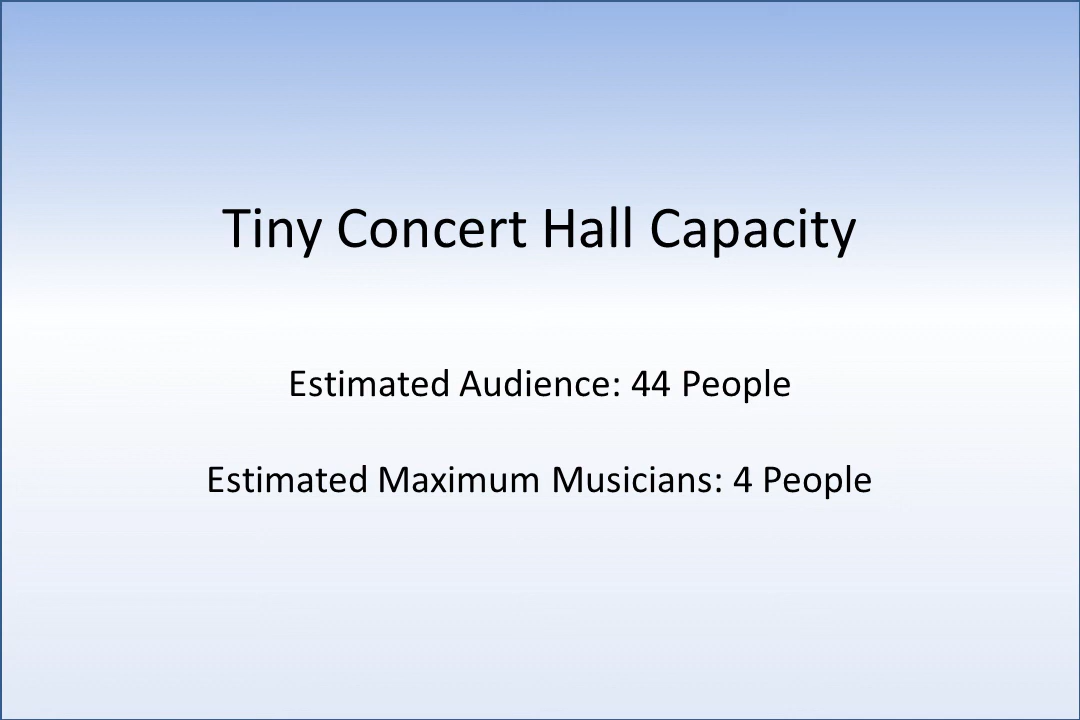 Tiny Concert Hall Capacity
Estimated Audience: 44 People
Estimated Maximum Musicians: 4 People